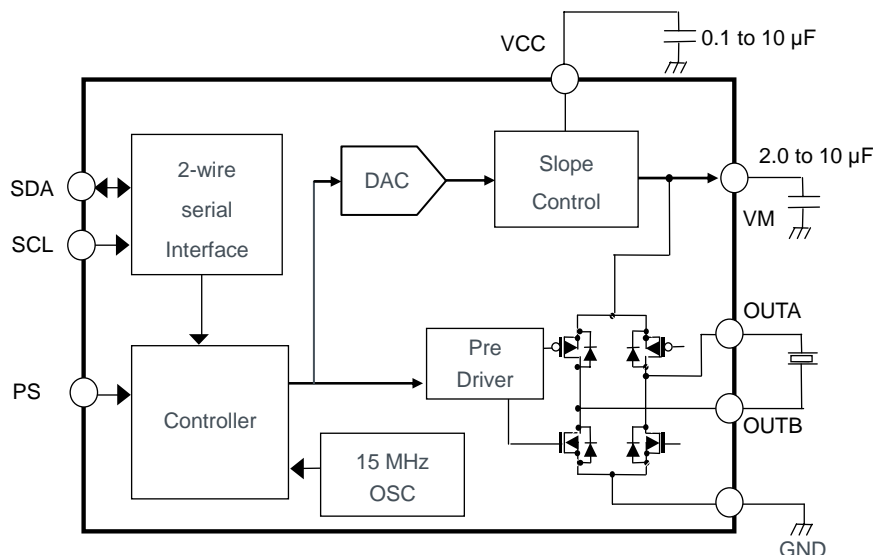 VCC
0.1 to 10 µF
2-wire
serial
Interface
DAC
Slope
Control
2.0 to 10 µF
SDA
SCL
VM
OUTA
Pre
Driver
PS
Controller
OUTB
15 MHz
OSC
GND